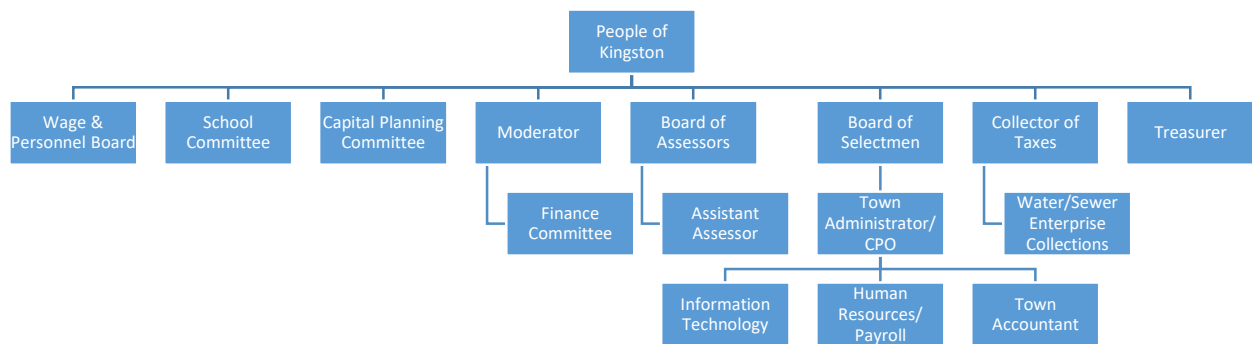 People of
Kingston
Wage &
Personnel Board
School
Committee
Capital Planning
Committee
Moderator
Board of
Assessors
Board of
Selectmen
Collector of
Taxes
Treasurer
Finance
Committee
Assistant
Assessor
Town
Administrator/
CPO
Water/Sewer
Enterprise
Collections
Information
Technology
Human
Resources/
Payroll
Town
Accountant